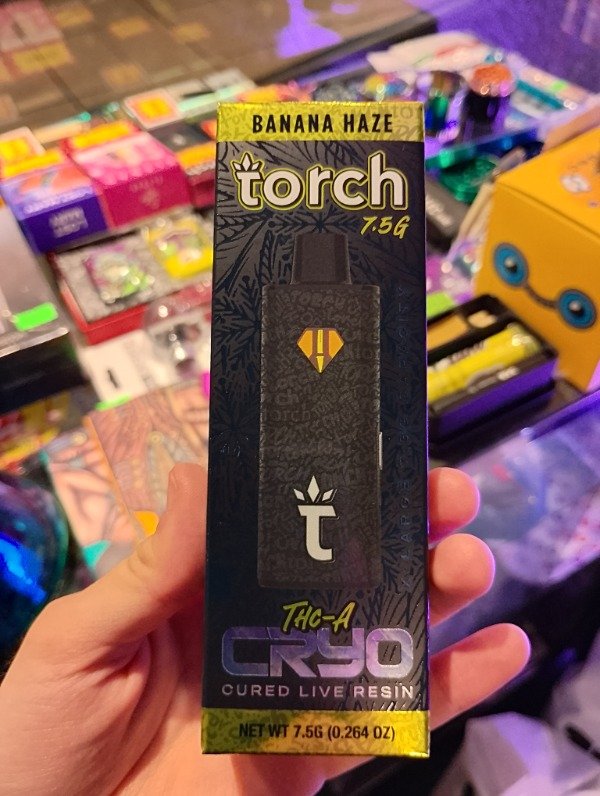 BANANA HAZE
torch
7.5G
t
THC-A
CRYO
CURED LIVE RESIN
NET WT 7.5G (0.264 OZ)